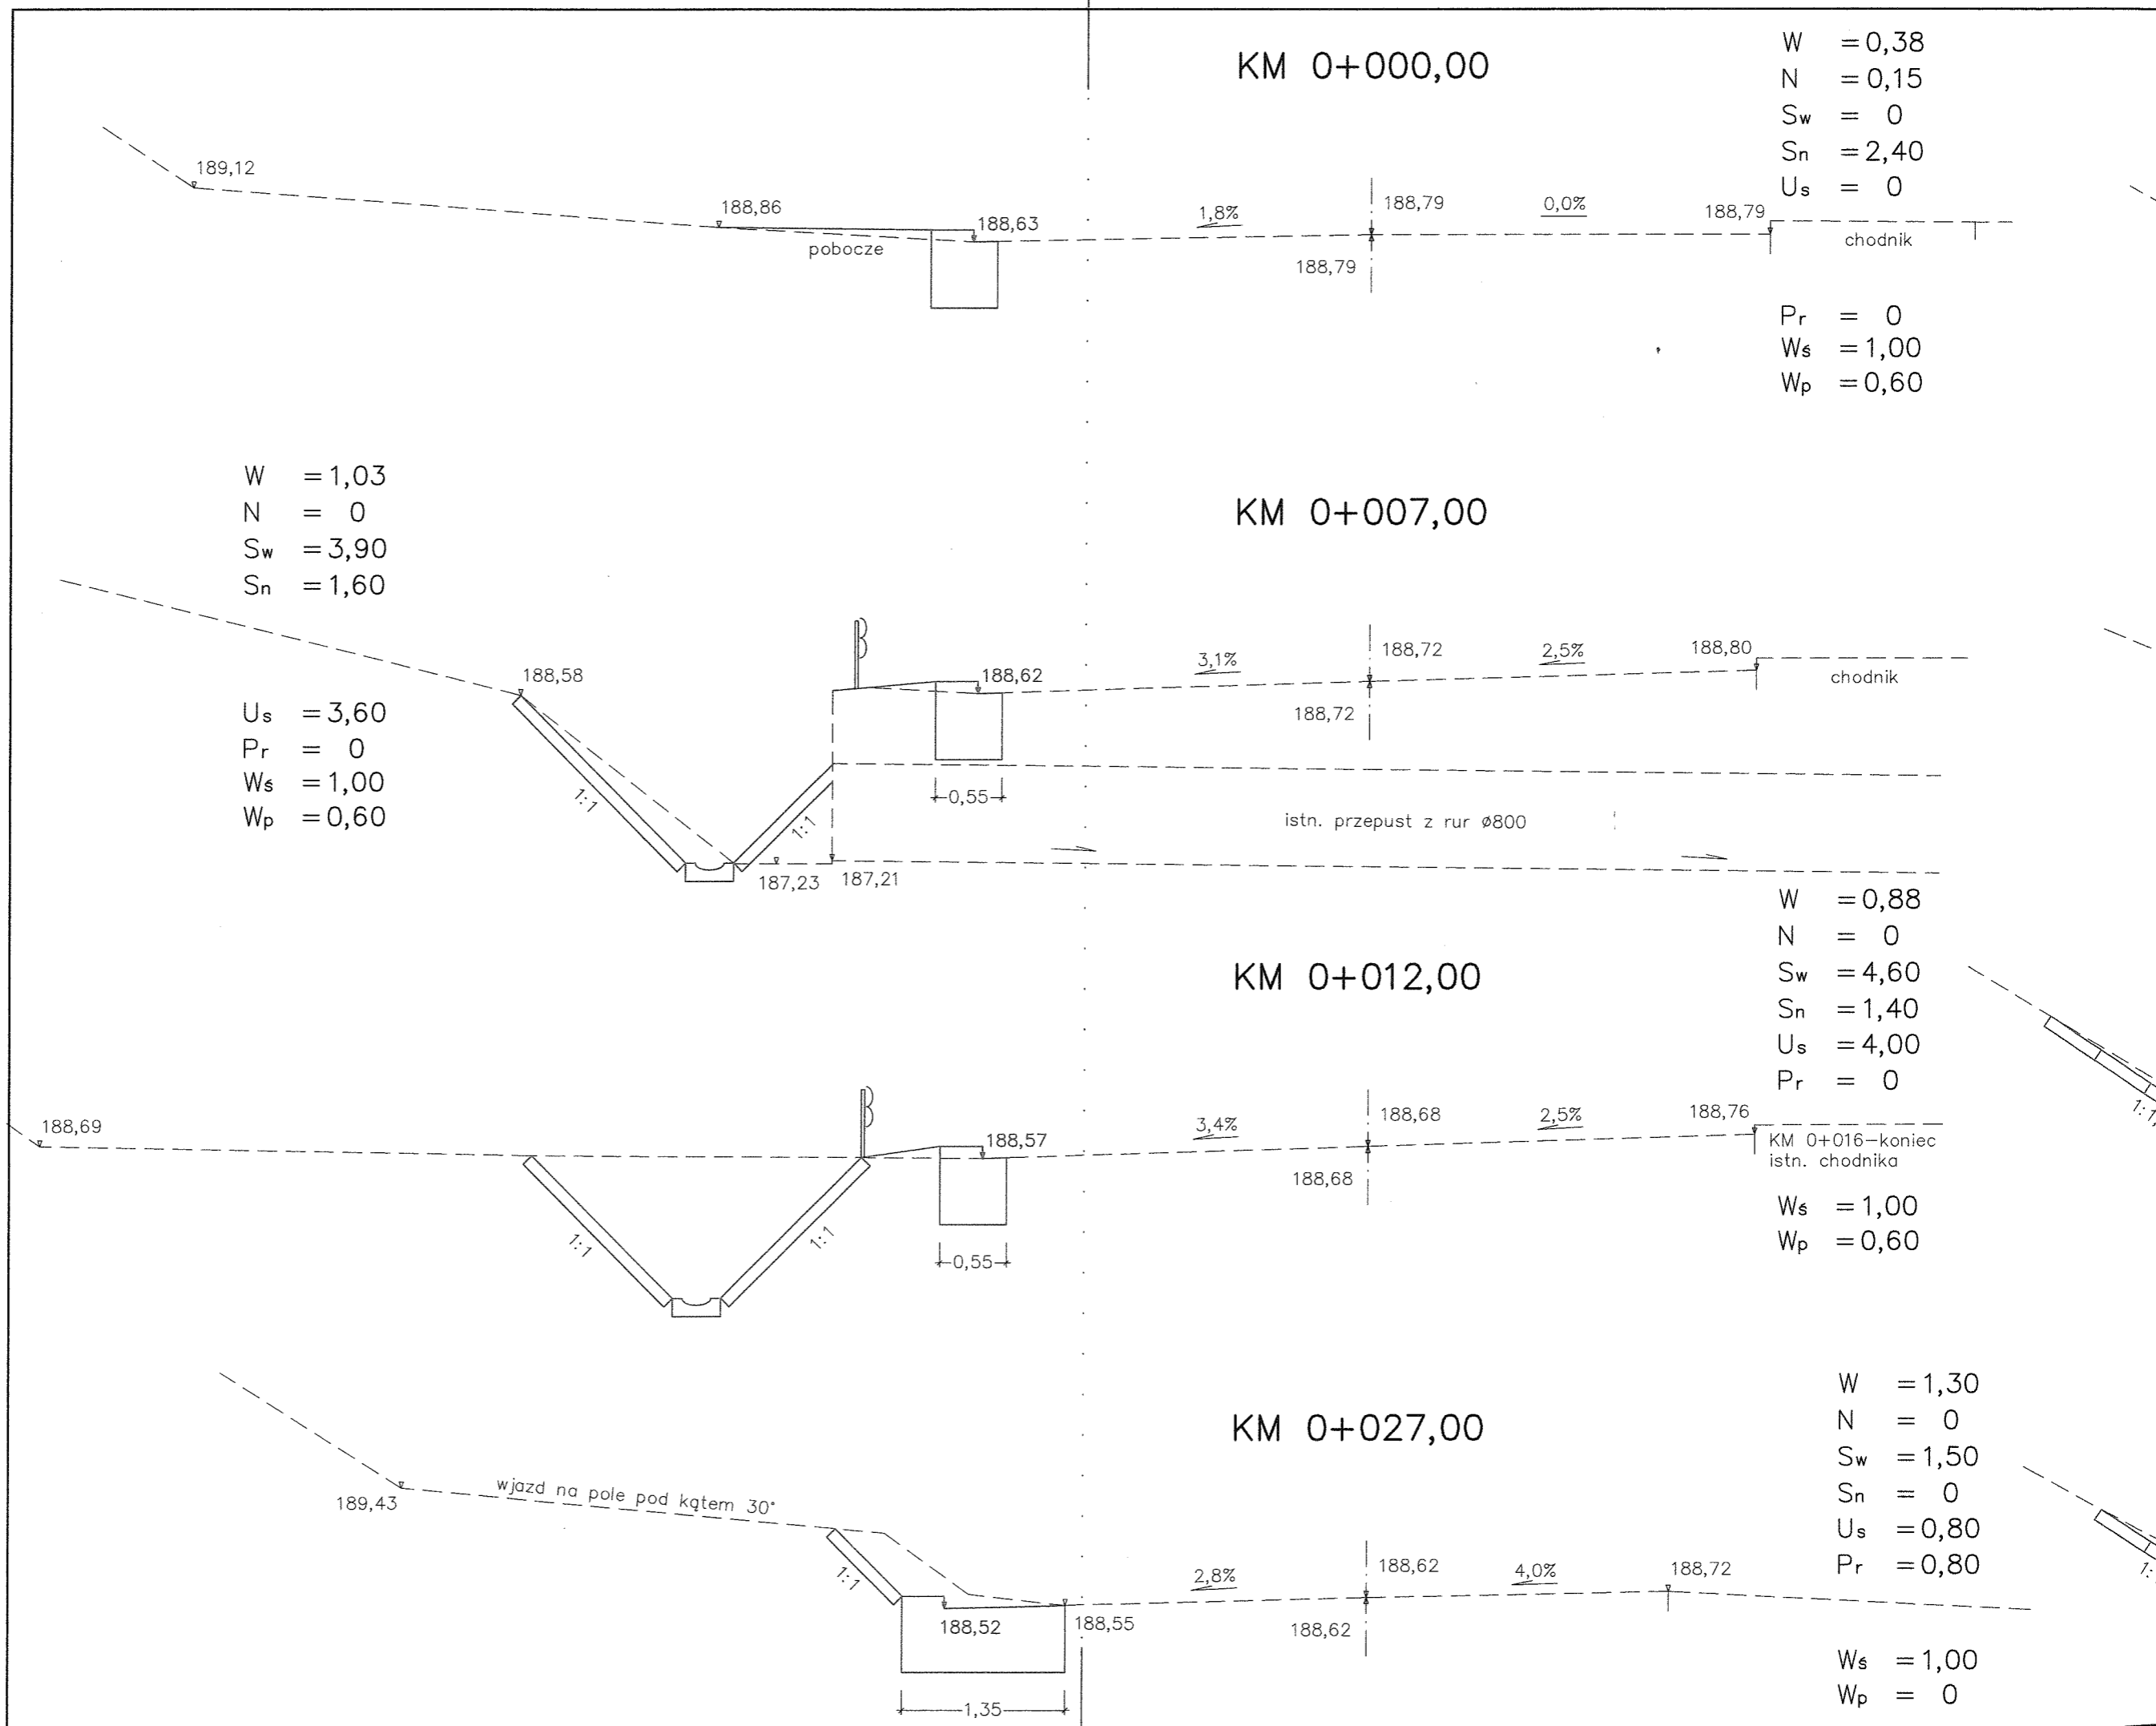 KM 0+000,00
W =0,38
N =0,15
Sw = 0
Sn =2,40
Us = 0
189,12
188,86
188,63
1,8%
188,79
0,0%
188,79
pobocze
188,79
chodnik
Pr = 0
Wś =1,00
Wp =0,60
W =1,03
N = 0
Sw =3,90
Sn =1,60
KM 0+007,00
188,58
188,62
3,1%
188,72
2,5%
188,80
chodnik
Us =3,60
Pr = 0
Wś =1,00
Wp =0,60
188,72
1:1
1:1
0,55
istn. przepust z rur ø800
187,23
187,21
KM 0+012,00
W =0,88
N = 0
Sw =4,60
Sn =1,40
Us =4,00
Pr = 0
188,69
188,57
3,4%
188,68
2,5%
188,76
KM 0+016-koniec
istn. chodnika
188,68
1:1
1:1
0,55
Wś =1,00
Wp =0,60
1:1
KM 0+027,00
W =1,30
N = 0
Sw =1,50
Sn = 0
Us =0,80
Pr =0,80
189,43
wjazd na pole pod kątem 30°
1:1
2,8%
188,62
4,0%
188,72
188,52
188,55
188,62
1,35
Wś =1,00
Wp = 0